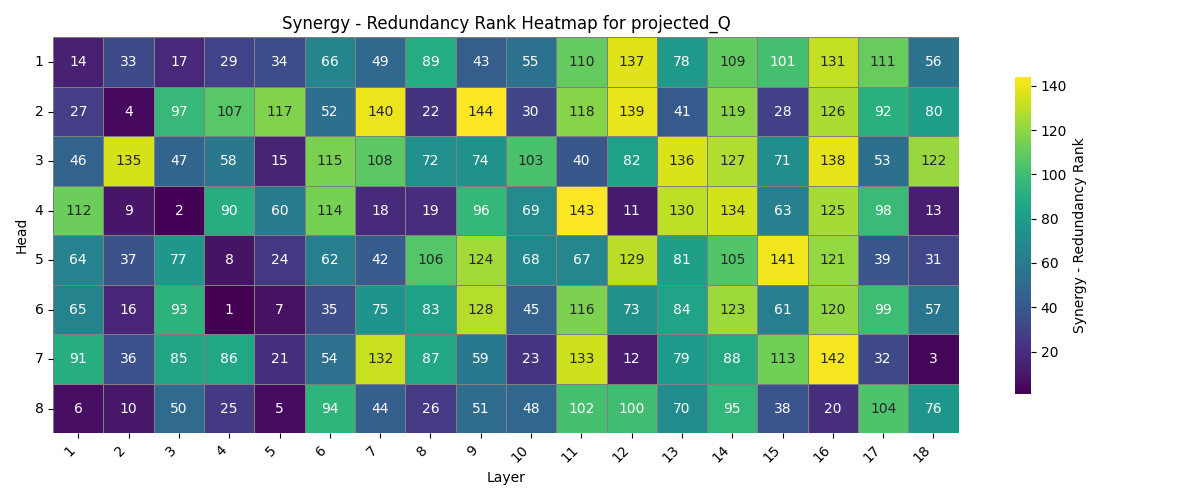 Synergy - Redundancy Rank Heatmap for projected_Q
1 14 33 17 29 34 66 49 89 43 55 110 137 78 109 101 131 111 56
2 27 4 97 107 117 52 140 22 144 30 118 139 41 119 28 126 92 80
3 46 135 47 58 15 115 108 72 74 103 40 82 136 127 71 138 53 122
4 112 9 2 90 60 114 18 19 96 69 143 11 130 134 63 125 98 13
5 64 37 77 8 24 62 42 106 124 68 67 129 81 105 141 121 39 31
6 65 16 93 1 7 35 75 83 128 45 116 73 84 123 61 120 99 57
7 91 36 85 86 21 54 132 87 59 23 133 12 79 88 113 142 32 3
8 6 10 50 25 5 94 44 26 51 48 102 100 70 95 38 20 104 76
1 2 3 4 5 6 7 8 9 10 11 12 13 14 15 16 17 18
Layer
Head
140
120
100
80
60
40
20
Synergy - Redundancy Rank